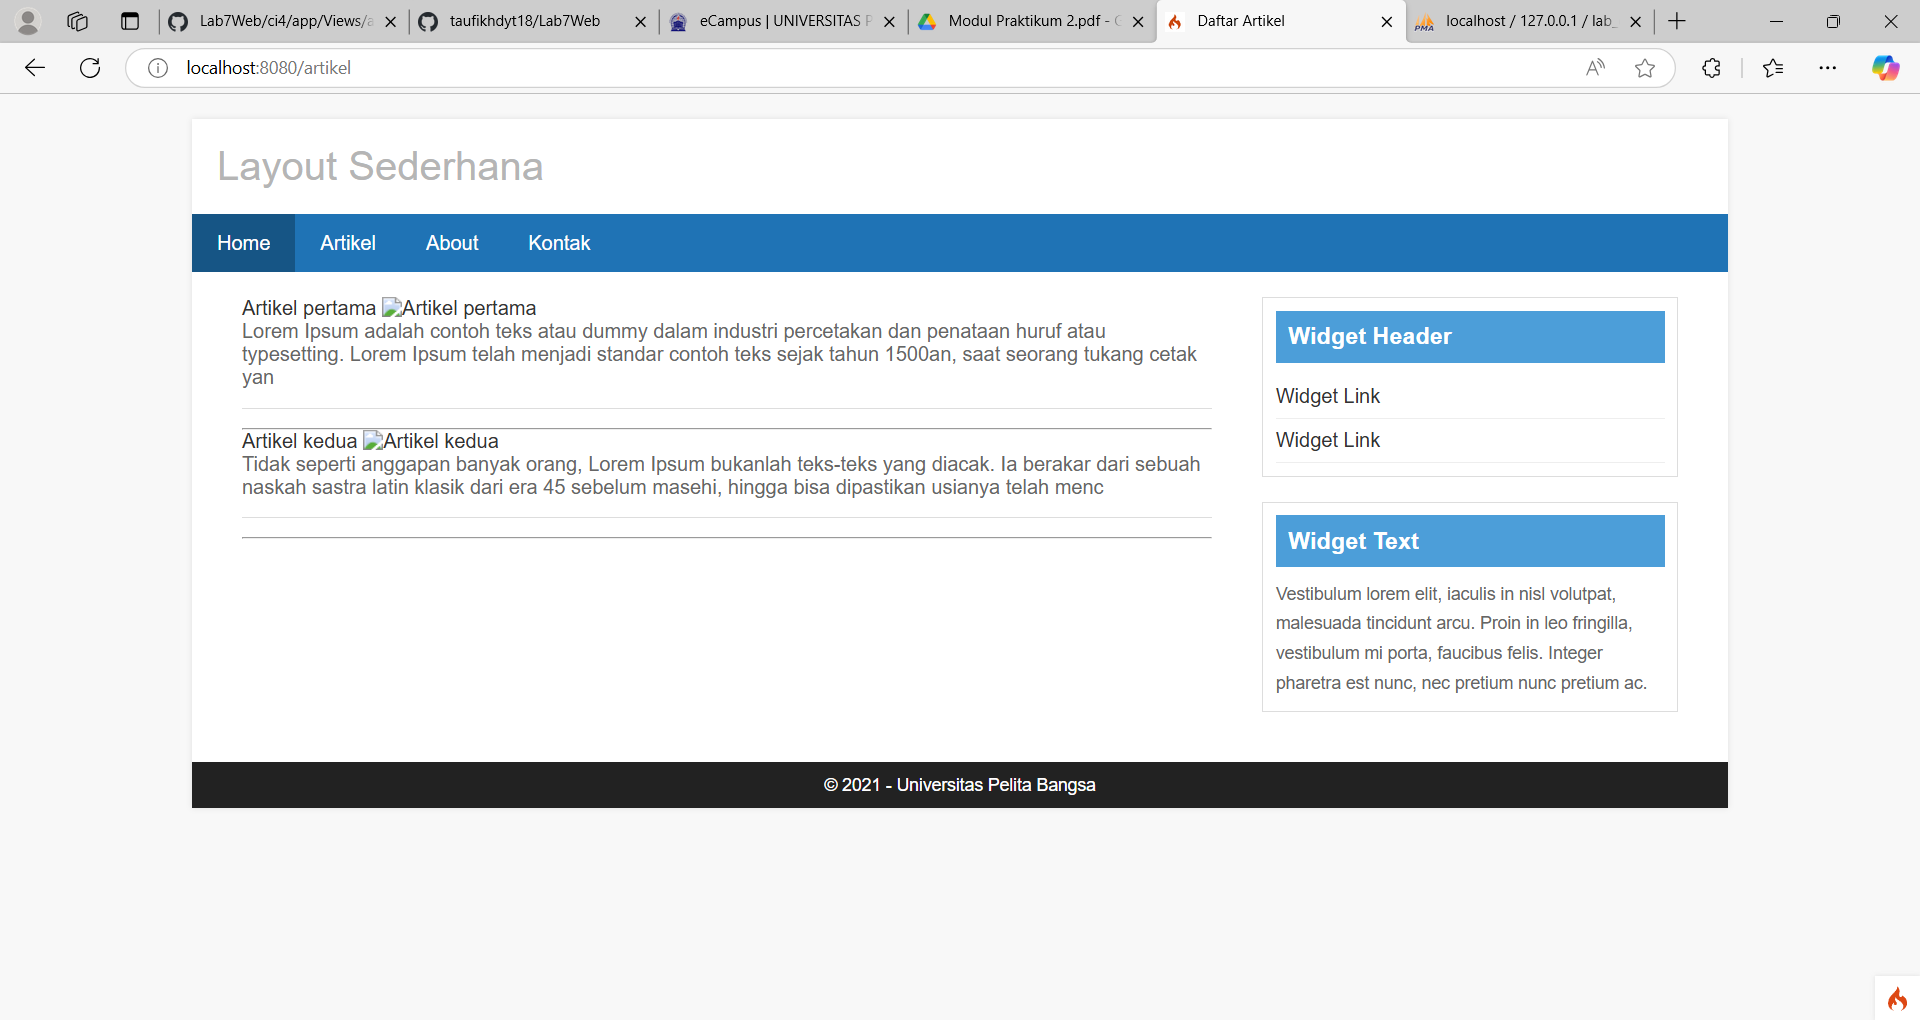 Lab7Web/ci4/app/Views/a
taufikhdyt18/Lab7Web
eCampus | UNIVERSITAS P
Modul Praktikum 2.pdf - G
Daftar Artikel
localhost / 127.0.0.1 / lab_
localhost:8080/artikel
Layout Sederhana
Home
Artikel
About
Kontak
Artikel pertama Artikel pertama
Lorem Ipsum adalah contoh teks atau dummy dalam industri percetakan dan penataan huruf atau
typesetting. Lorem Ipsum telah menjadi standar contoh teks sejak tahun 1500an, saat seorang tukang cetak
yan
Artikel kedua Artikel kedua
Tidak seperti anggapan banyak orang, Lorem Ipsum bukanlah teks-teks yang diacak. Ia berakar dari sebuah
naskah sastra latin klasik dari era 45 sebelum masehi, hingga bisa dipastikan usianya telah menc
Widget Header
Widget Link
Widget Link
Widget Text
Vestibulum lorem elit, iaculis in nisl volutpat,
malesuada tincidunt arcu. Proin in leo fringilla,
vestibulum mi porta, faucibus felis. Integer
pharetra est nunc, nec pretium nunc pretium ac.
© 2021 - Universitas Pelita Bangsa